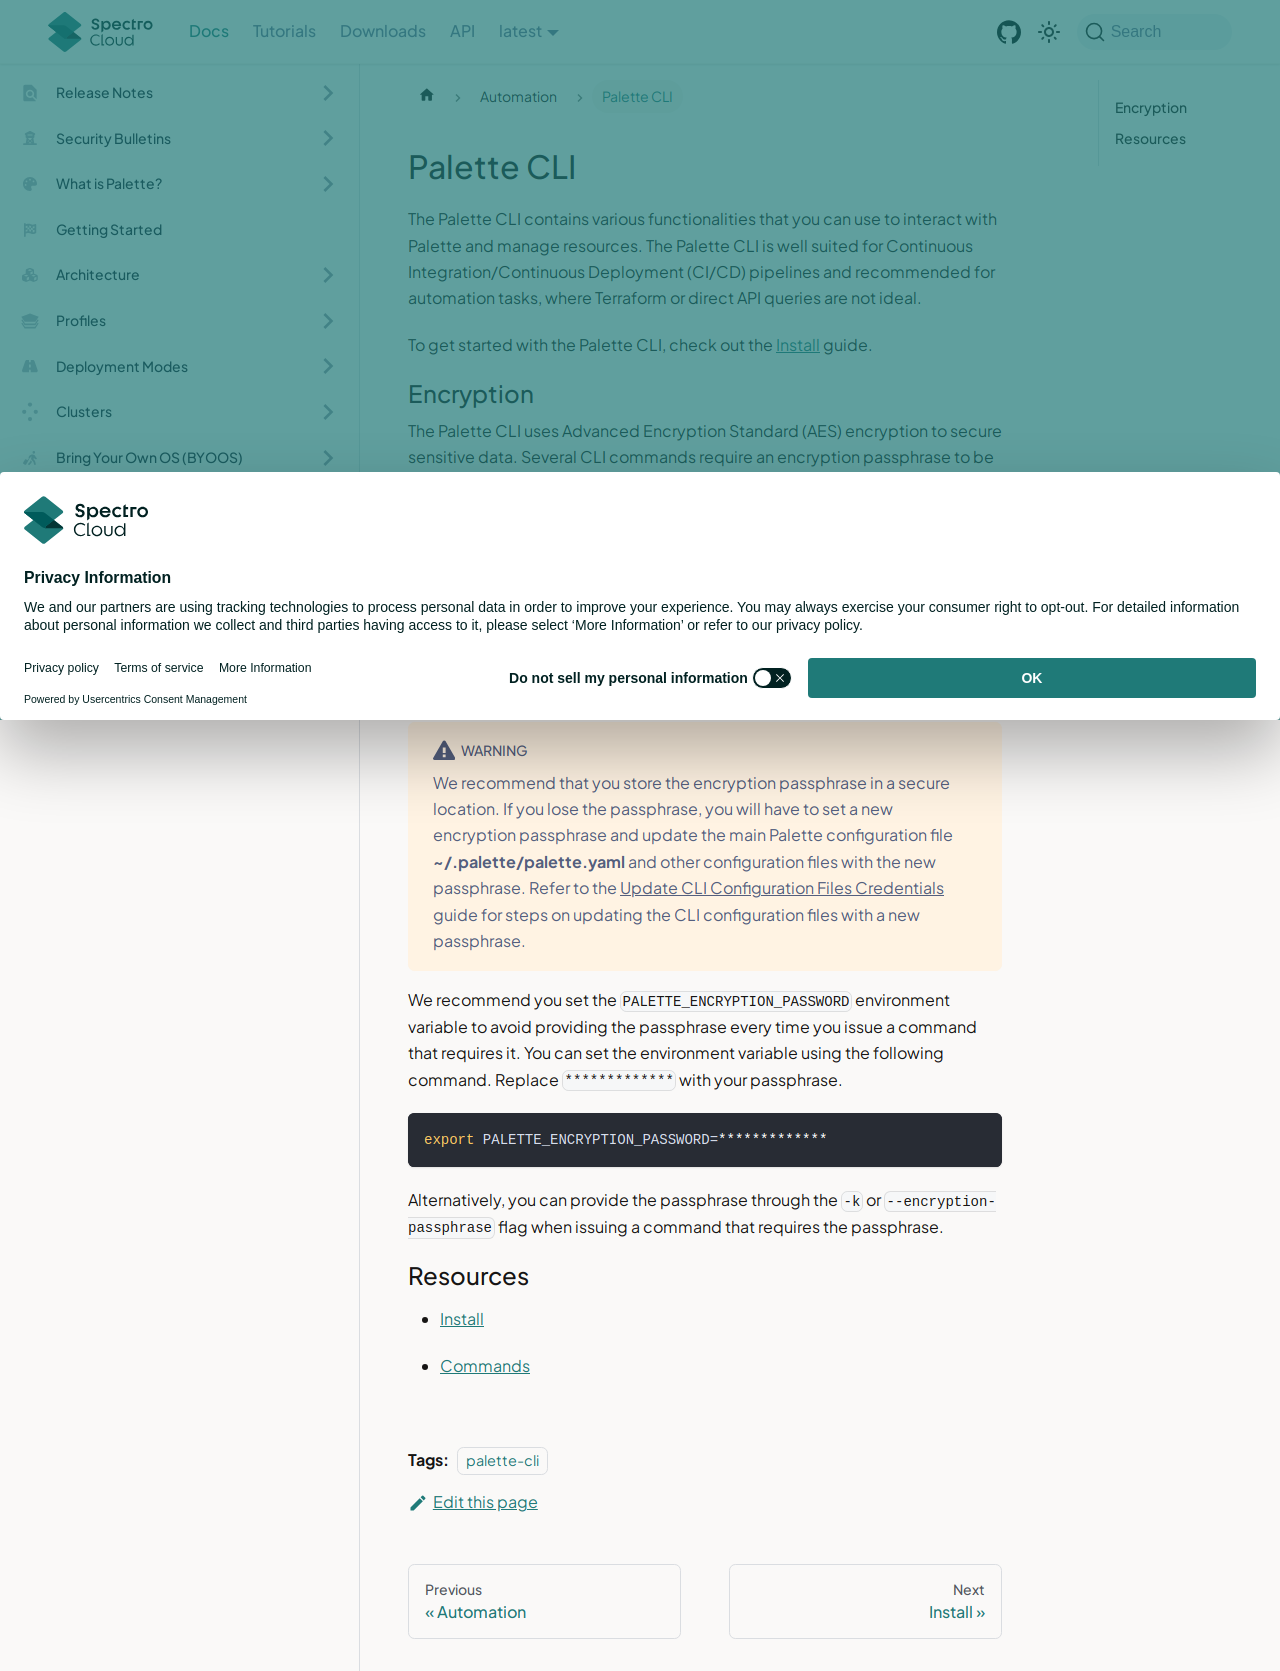 Spectro Cloud
Docs
Tutorials
Downloads
API
latest
Search
Release Notes
Security Bulletins
What is Palette?
Getting Started
Architecture
Profiles
Deployment Modes
Clusters
Bring Your Own OS (BYOOS)
Automation
Palette CLI
Encryption
Resources
Palette CLI
The Palette CLI contains various functionalities that you can use to interact with
Palette and manage resources. The Palette CLI is well suited for Continuous
Integration/Continuous Deployment (CI/CD) pipelines and recommended for
automation tasks, where Terraform or direct API queries are not ideal.
To get started with the Palette CLI, check out the Install guide.
Encryption
The Palette CLI uses Advanced Encryption Standard (AES) encryption to secure
sensitive data. Several CLI commands require an encryption passphrase to be
Spectro
Cloud
Privacy Information
We and our partners are using tracking technologies to process personal data in order to improve your experience. You may always exercise your consumer right to opt-out. For detailed information
about personal information we collect and third parties having access to it, please select ‘More Information’ or refer to our privacy policy.
Privacy policy
Terms of service
More Information
Powered by Usercentrics Consent Management
Do not sell my personal information
OK
WARNING
We recommend that you store the encryption passphrase in a secure
location. If you lose the passphrase, you will have to set a new
encryption passphrase and update the main Palette configuration file
~/.palette/palette.yaml and other configuration files with the new
passphrase. Refer to the Update CLI Configuration Files Credentials
guide for steps on updating the CLI configuration files with a new
passphrase.
We recommend you set the PALETTE_ENCRYPTION_PASSWORD environment
variable to avoid providing the passphrase every time you issue a command
that requires it. You can set the environment variable using the following
command. Replace ************* with your passphrase.
export PALETTE_ENCRYPTION_PASSWORD=*************
Alternatively, you can provide the passphrase through the -k or --encryption-
passphrase flag when issuing a command that requires the passphrase.
Resources
Install
Commands
Tags: palette-cli
Edit this page
Previous
« Automation
Next
Install »